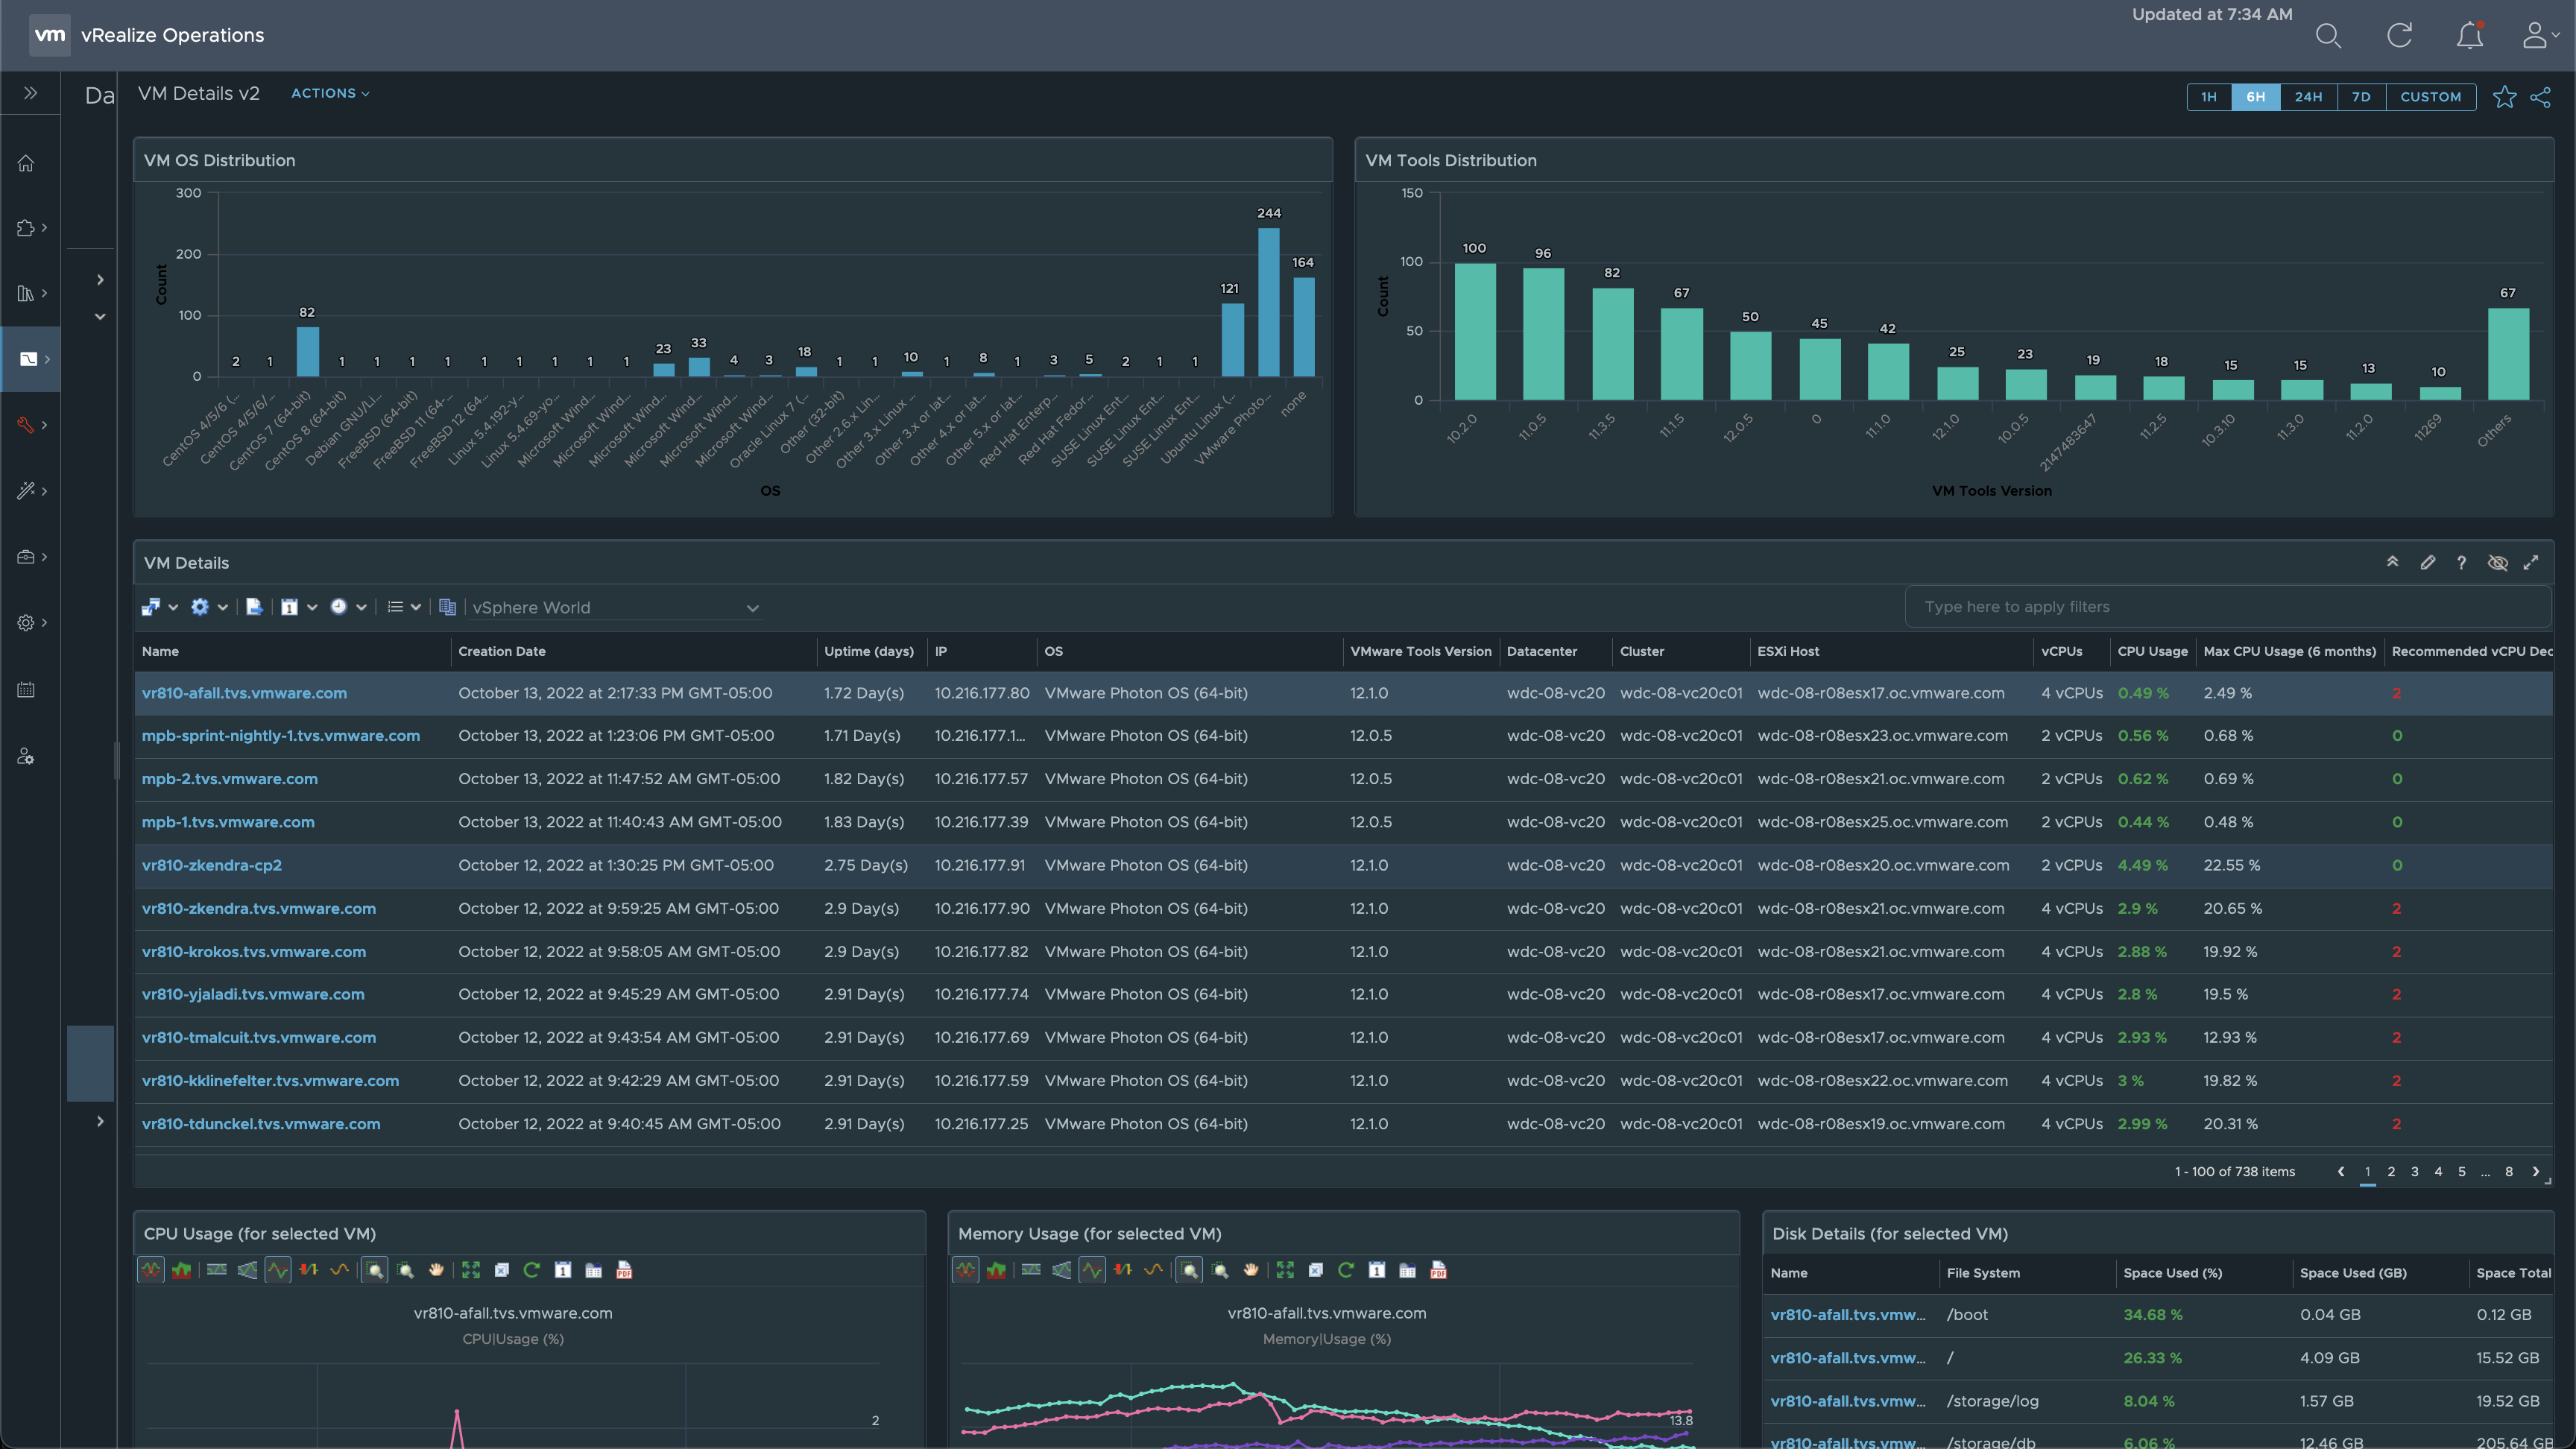 vm vRealize Operations
Updated at 7:34 AM
Da
VM Details v2 ACTIONS
1H 6H 24H 7D CUSTOM
VM OS Distribution
300
200
100
0
Count
2 1 82 1 1 1 1 1 1 1 1 1 23 33 4 3 18 1 1 10 1 8 1 3 5 2 1 1 121 244 164
CentOS 4/5/6 (...
CentOS 4/5/6/...
CentOS 7 (64-bit)
CentOS 8 (64-bit)
Debian GNU/Li...
FreeBSD (64-bit)
FreeBSD 11 (64-...
FreeBSD 12 (64...
Linux 5.4.192-y...
Linux 5.4.69-yo...
Microsoft Wind...
Microsoft Wind...
Microsoft Wind...
Microsoft Wind...
Microsoft Wind...
Microsoft Wind...
Oracle Linux 7 (...
Other (32-bit)
Other 2.6.x Lin...
Other 3.x Linux ...
Other 3.x or lat...
Other 4.x or lat...
Other 5.x or lat...
Red Hat Enterp...
Red Hat Fedor...
SUSE Linux Ent...
SUSE Linux Ent...
SUSE Linux Ent...
Ubuntu Linux (...
VMware Photo...
none
OS
VM Tools Distribution
150
100
50
0
Count
100 96 82 67 50 45 42 25 23 19 18 15 15 13 10 67
10.2.0
11.0.5
11.3.5
11.1.5
12.0.5
0
11.1.0
12.1.0
10.0.5
2147483647
11.2.5
10.3.10
11.3.0
11.2.0
11269
Others
VM Tools Version
VM Details
1 vSphere World
Type here to apply filters
Name Creation Date Uptime (days) IP OS VMware Tools Version Datacenter Cluster ESXi Host vCPUs CPU Usage Max CPU Usage (6 months) Recommended vCPU Dec
vr810-afall.tvs.vmware.com October 13, 2022 at 2:17:33 PM GMT-05:00 1.72 Day(s) 10.216.177.80 VMware Photon OS (64-bit) 12.1.0 wdc-08-vc20 wdc-08-vc20c01 wdc-08-r08esx17.oc.vmware.com 4 vCPUs 0.49 % 2.49 % 2
mpb-sprint-nightly-1.tvs.vmware.com October 13, 2022 at 1:23:06 PM GMT-05:00 1.71 Day(s) 10.216.177.1... VMware Photon OS (64-bit) 12.0.5 wdc-08-vc20 wdc-08-vc20c01 wdc-08-r08esx23.oc.vmware.com 2 vCPUs 0.56 % 0.68 % 0
mpb-2.tvs.vmware.com October 13, 2022 at 11:47:52 AM GMT-05:00 1.82 Day(s) 10.216.177.57 VMware Photon OS (64-bit) 12.0.5 wdc-08-vc20 wdc-08-vc20c01 wdc-08-r08esx21.oc.vmware.com 2 vCPUs 0.62 % 0.69 % 0
mpb-1.tvs.vmware.com October 13, 2022 at 11:40:43 AM GMT-05:00 1.83 Day(s) 10.216.177.39 VMware Photon OS (64-bit) 12.0.5 wdc-08-vc20 wdc-08-vc20c01 wdc-08-r08esx25.oc.vmware.com 2 vCPUs 0.44 % 0.48 % 0
vr810-zkendra-cp2 October 12, 2022 at 1:30:25 PM GMT-05:00 2.75 Day(s) 10.216.177.91 VMware Photon OS (64-bit) 12.1.0 wdc-08-vc20 wdc-08-vc20c01 wdc-08-r08esx20.oc.vmware.com 2 vCPUs 4.49 % 22.55 % 0
vr810-zkendra.tvs.vmware.com October 12, 2022 at 9:59:25 AM GMT-05:00 2.9 Day(s) 10.216.177.90 VMware Photon OS (64-bit) 12.1.0 wdc-08-vc20 wdc-08-vc20c01 wdc-08-r08esx21.oc.vmware.com 4 vCPUs 2.9 % 20.65 % 2
vr810-krokos.tvs.vmware.com October 12, 2022 at 9:58:05 AM GMT-05:00 2.9 Day(s) 10.216.177.82 VMware Photon OS (64-bit) 12.1.0 wdc-08-vc20 wdc-08-vc20c01 wdc-08-r08esx21.oc.vmware.com 4 vCPUs 2.88 % 19.92 % 2
vr810-yjaladi.tvs.vmware.com October 12, 2022 at 9:45:29 AM GMT-05:00 2.91 Day(s) 10.216.177.74 VMware Photon OS (64-bit) 12.1.0 wdc-08-vc20 wdc-08-vc20c01 wdc-08-r08esx17.oc.vmware.com 4 vCPUs 2.8 % 19.5 % 2
vr810-tmalcuit.tvs.vmware.com October 12, 2022 at 9:43:54 AM GMT-05:00 2.91 Day(s) 10.216.177.69 VMware Photon OS (64-bit) 12.1.0 wdc-08-vc20 wdc-08-vc20c01 wdc-08-r08esx17.oc.vmware.com 4 vCPUs 2.93 % 12.93 % 2
vr810-kklinefelter.tvs.vmware.com October 12, 2022 at 9:42:29 AM GMT-05:00 2.91 Day(s) 10.216.177.59 VMware Photon OS (64-bit) 12.1.0 wdc-08-vc20 wdc-08-vc20c01 wdc-08-r08esx22.oc.vmware.com 4 vCPUs 3 % 19.82 % 2
vr810-tdunckel.tvs.vmware.com October 12, 2022 at 9:40:45 AM GMT-05:00 2.91 Day(s) 10.216.177.25 VMware Photon OS (64-bit) 12.1.0 wdc-08-vc20 wdc-08-vc20c01 wdc-08-r08esx19.oc.vmware.com 4 vCPUs 2.99 % 20.31 % 2
1 - 100 of 738 items 1 2 3 4 5 ... 8
CPU Usage (for selected VM)
1 PDF
vr810-afall.tvs.vmware.com
CPU|Usage (%)
2
Memory Usage (for selected VM)
1 PDF
vr810-afall.tvs.vmware.com
Memory|Usage (%)
13.8
Disk Details (for selected VM)
Name File System Space Used (%) Space Used (GB) Space Total
vr810-afall.tvs.vmw... /boot 34.68 % 0.04 GB 0.12 GB
vr810-afall.tvs.vmw... / 26.33 % 4.09 GB 15.52 GB
vr810-afall.tvs.vmw... /storage/log 8.04 % 1.57 GB 19.52 GB
vr810-afall.tvs.vmw... /storage/db 6.06 % 12.46 GB 205.64 GB